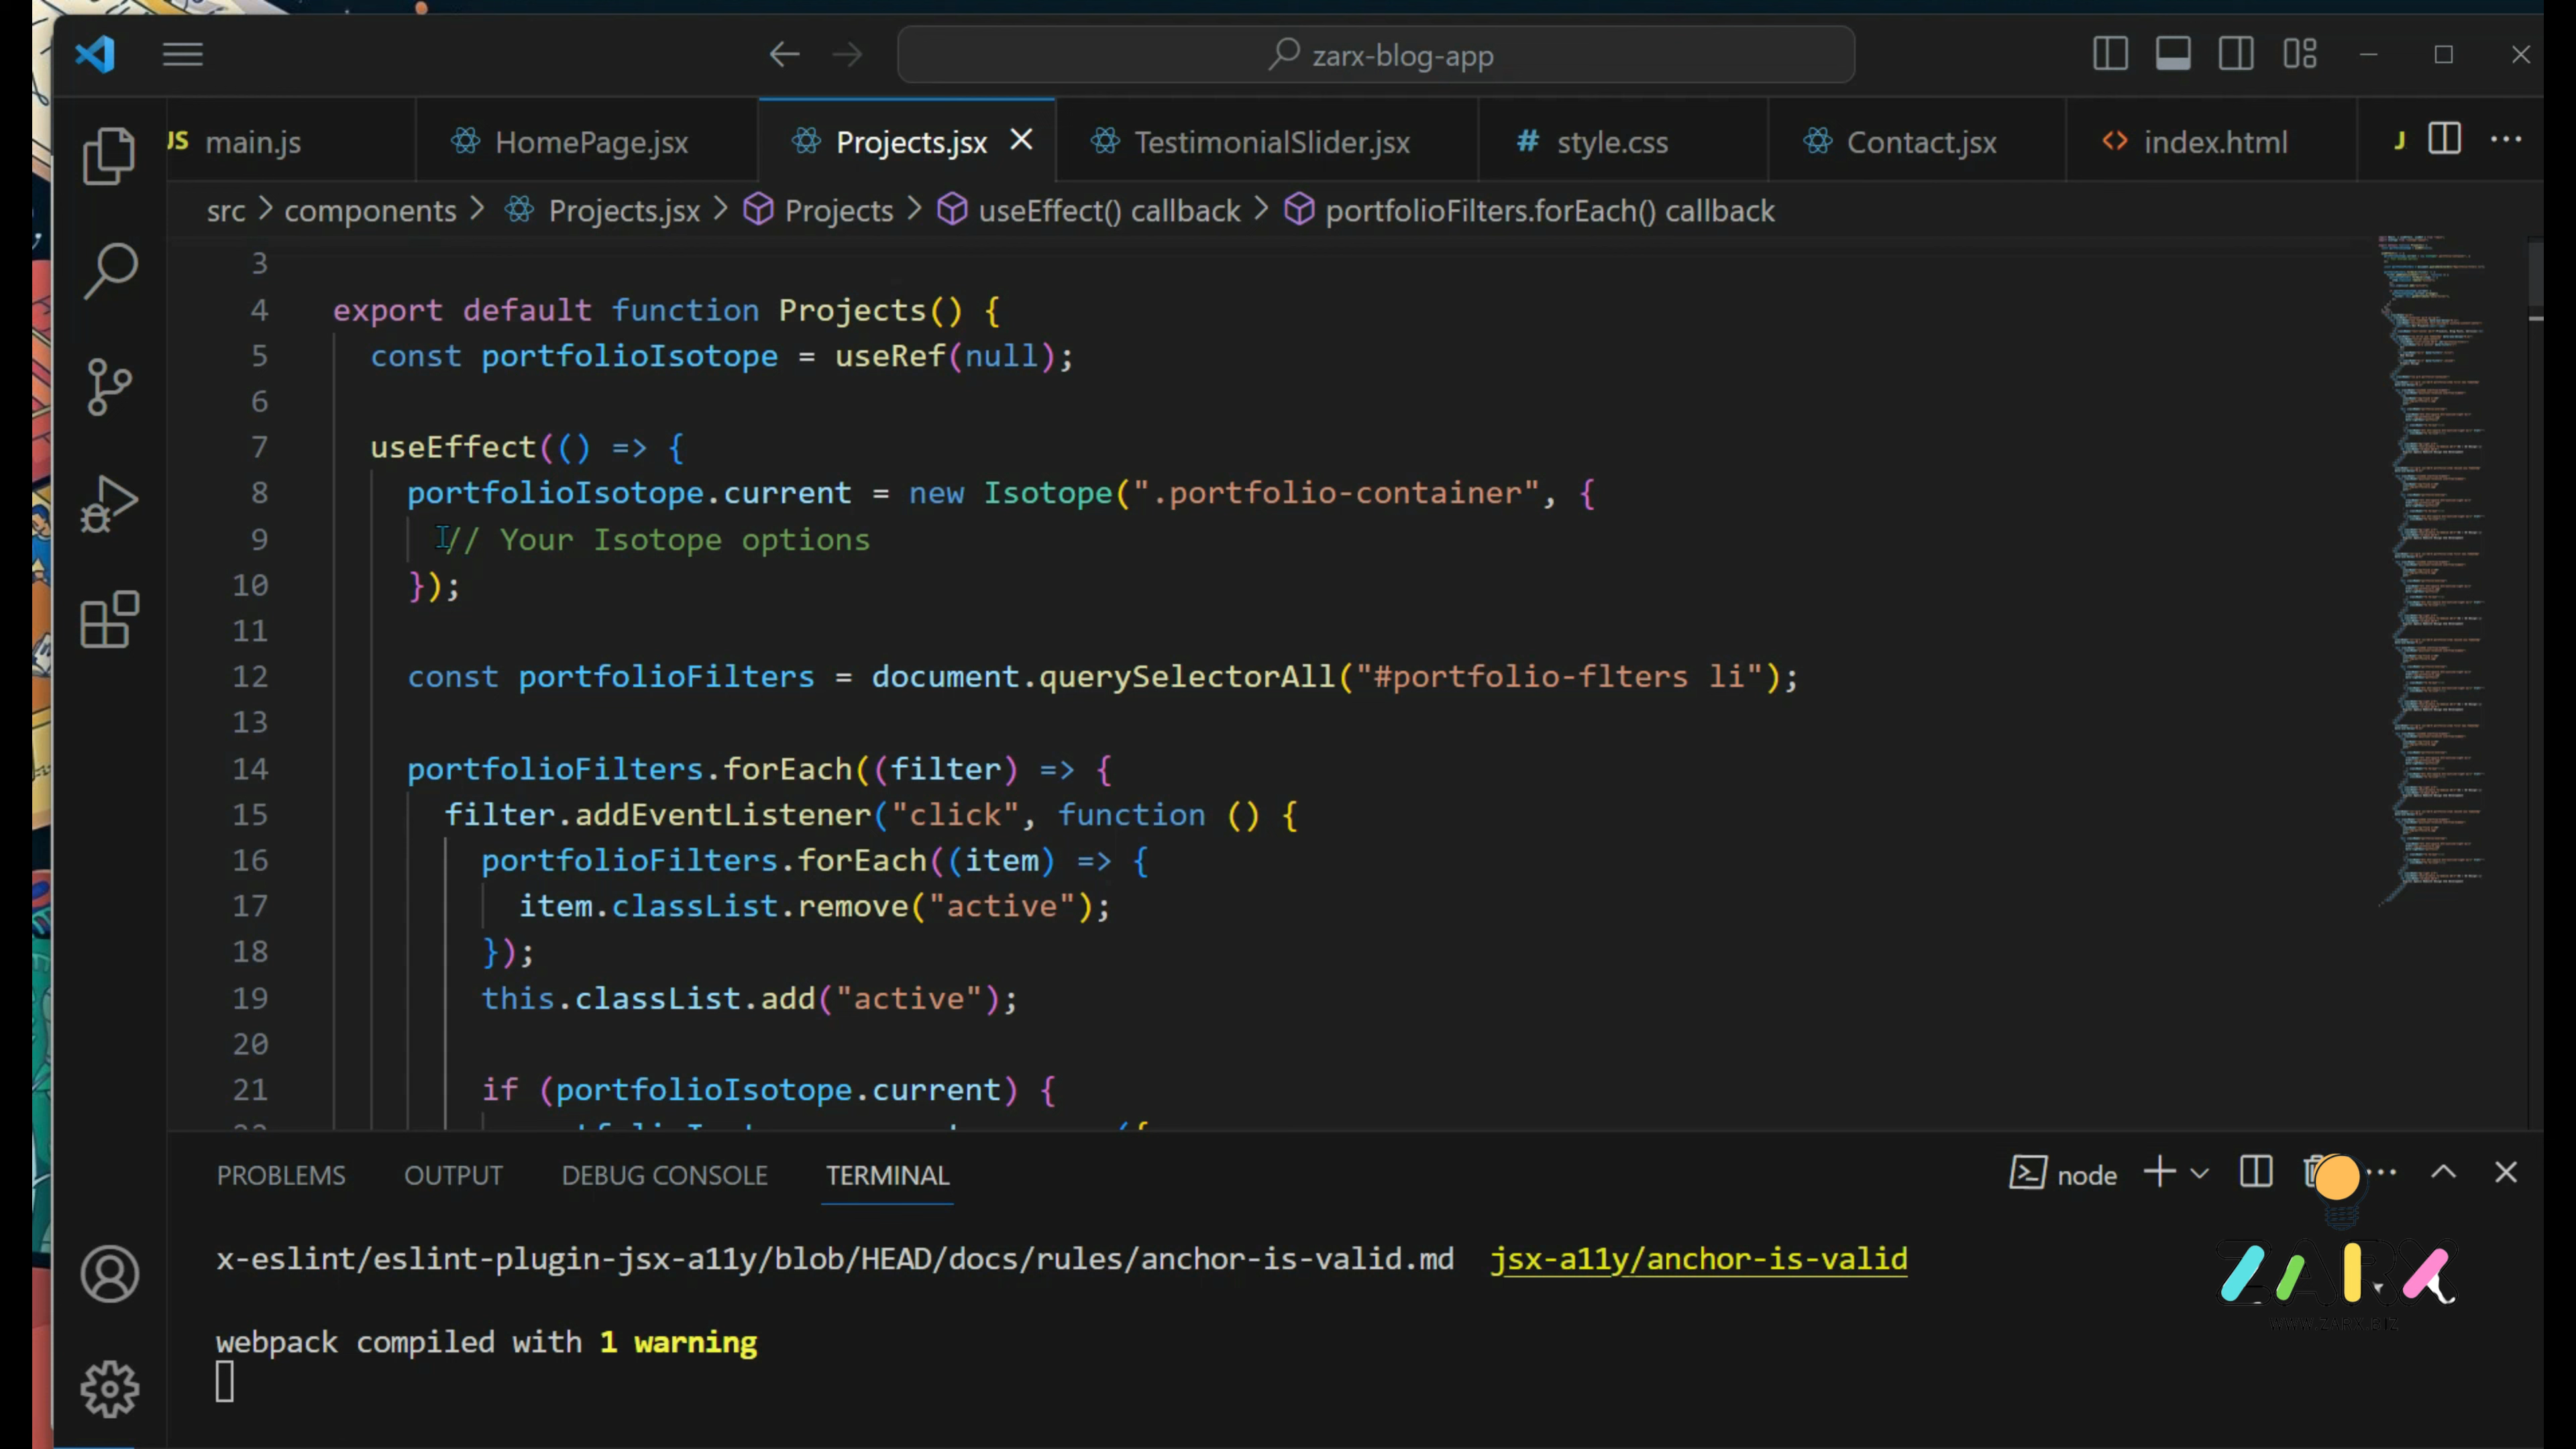 zarx-blog-app
JS main.js HomePage.jsx Projects.jsx TestimonialSlider.jsx # style.css Contact.jsx <> index.html J
src > components > Projects.jsx > Projects > useEffect() callback > portfolioFilters.forEach() callback
3
4 export default function Projects() {
5 const portfolioIsotope = useRef(null);
6
7 useEffect(() => {
8 portfolioIsotope.current = new Isotope(".portfolio-container", {
9 // Your Isotope options
10 });
11
12 const portfolioFilters = document.querySelectorAll("#portfolio-flters li");
13
14 portfolioFilters.forEach((filter) => {
15 filter.addEventListener("click", function () {
16 portfolioFilters.forEach((item) => {
17 item.classList.remove("active");
18 });
19 this.classList.add("active");
20
21 if (portfolioIsotope.current) {
PROBLEMS OUTPUT DEBUG CONSOLE TERMINAL node
x-eslint/eslint-plugin-jsx-a11y/blob/HEAD/docs/rules/anchor-is-valid.md jsx-a11y/anchor-is-valid
webpack compiled with 1 warning
ZARX